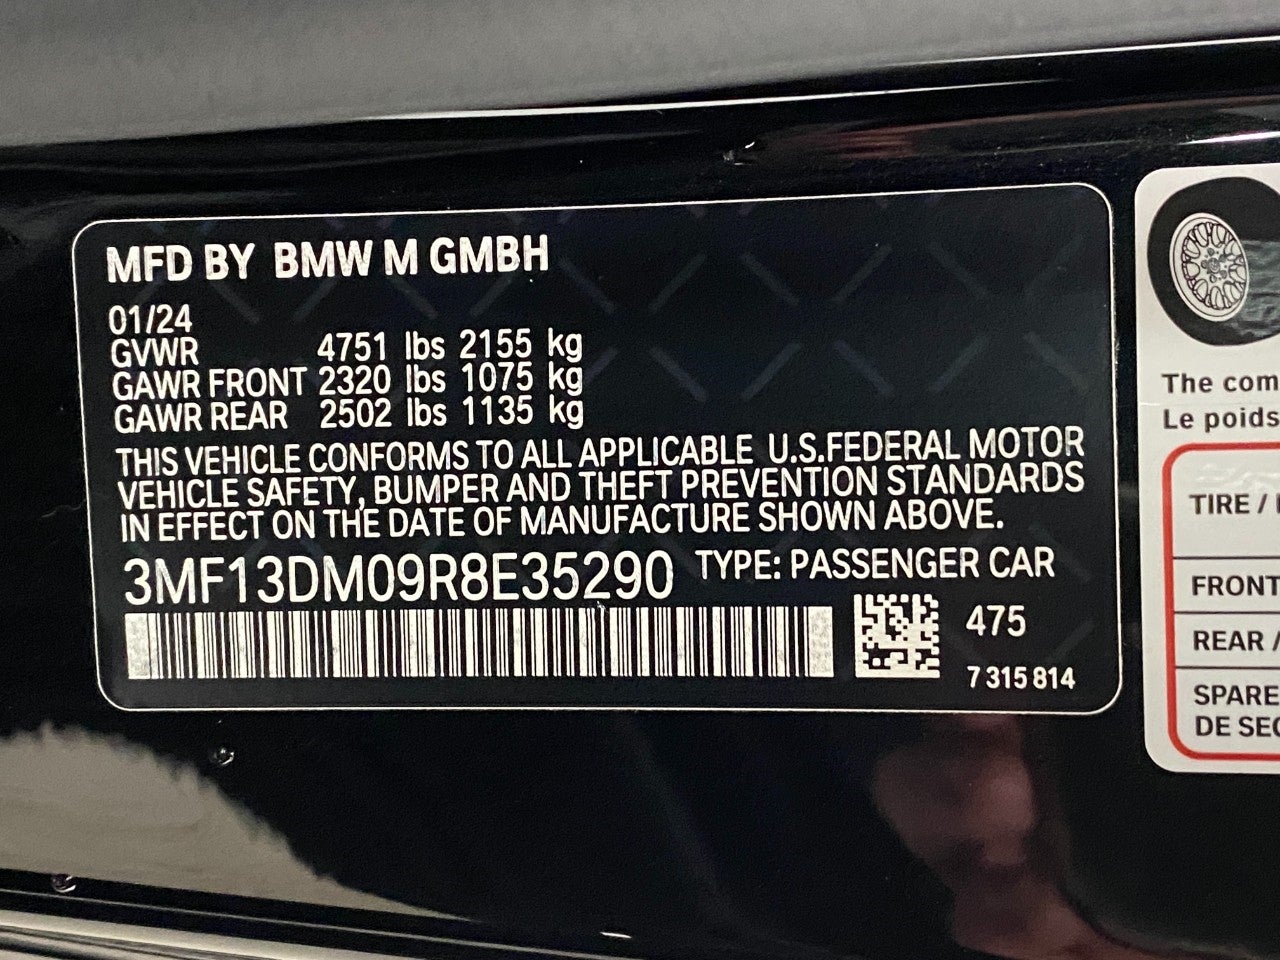 MFD BY BMW M GMBH
01/24
GVWR 4751 lbs 2155 kg
GAWR FRONT 2320 lbs 1075 kg
GAWR REAR 2502 lbs 1135 kg
THIS VEHICLE CONFORMS TO ALL APPLICABLE U.S.FEDERAL MOTOR
VEHICLE SAFETY, BUMPER AND THEFT PREVENTION STANDARDS
IN EFFECT ON THE DATE OF MANUFACTURE SHOWN ABOVE.
3MF13DM09R8E35290 TYPE: PASSENGER CAR
475
7 315 814
The com
Le poids
TIRE /
FRONT
REAR /
SPARE
DE SEC